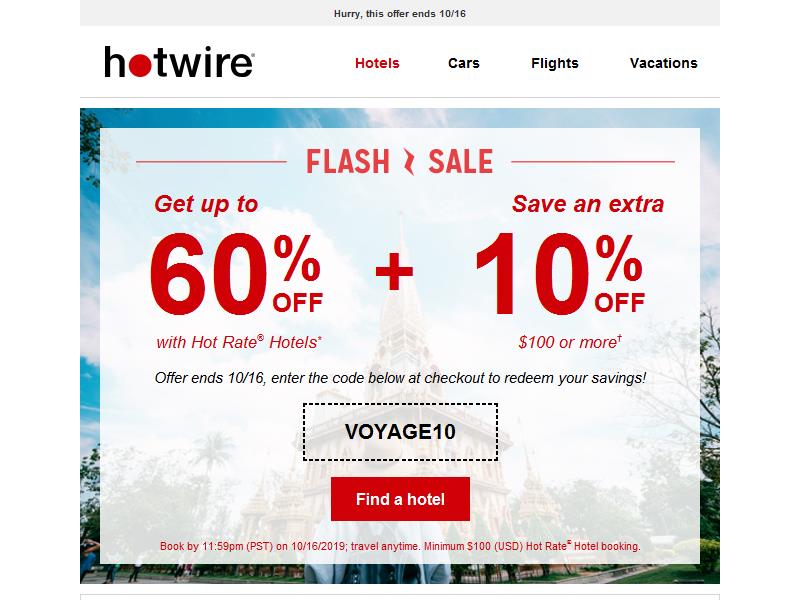 Hurry, this offer ends 10/16
hotwire®
Hotels Cars Flights Vacations
FLASH SALE
Get up to
60% OFF
with Hot Rate® Hotels*
+
Save an extra
10% OFF
$100 or more†
Offer ends 10/16, enter the code below at checkout to redeem your savings!
VOYAGE10
Find a hotel
Book by 11:59pm (PST) on 10/16/2019; travel anytime. Minimum $100 (USD) Hot Rate® Hotel booking.